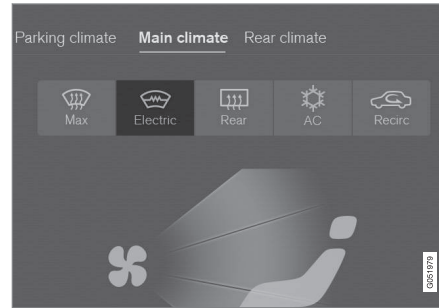 Parking climate Main climate Rear climate
Max Electric Rear AC Recirc
G051979